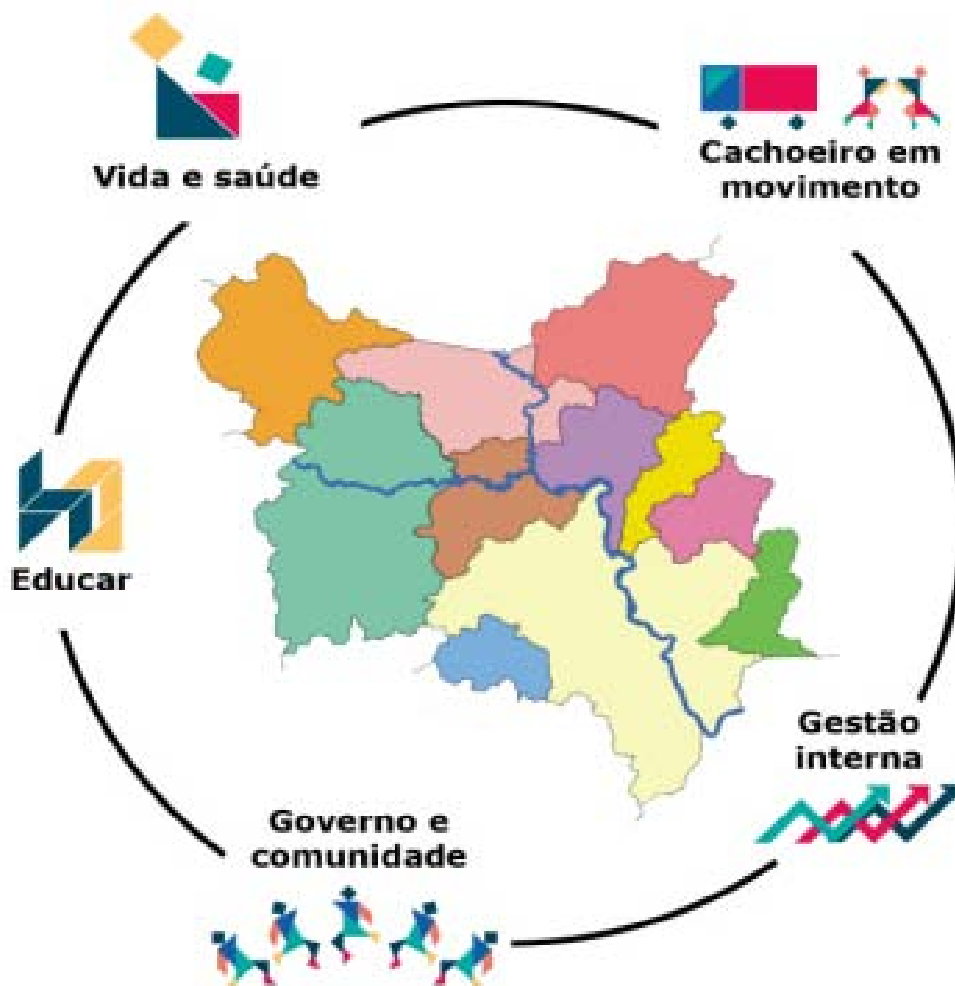 Vida e saúde
Cachoeiro em
movimento
Educar
Gestão
interna
Governo e
comunidade